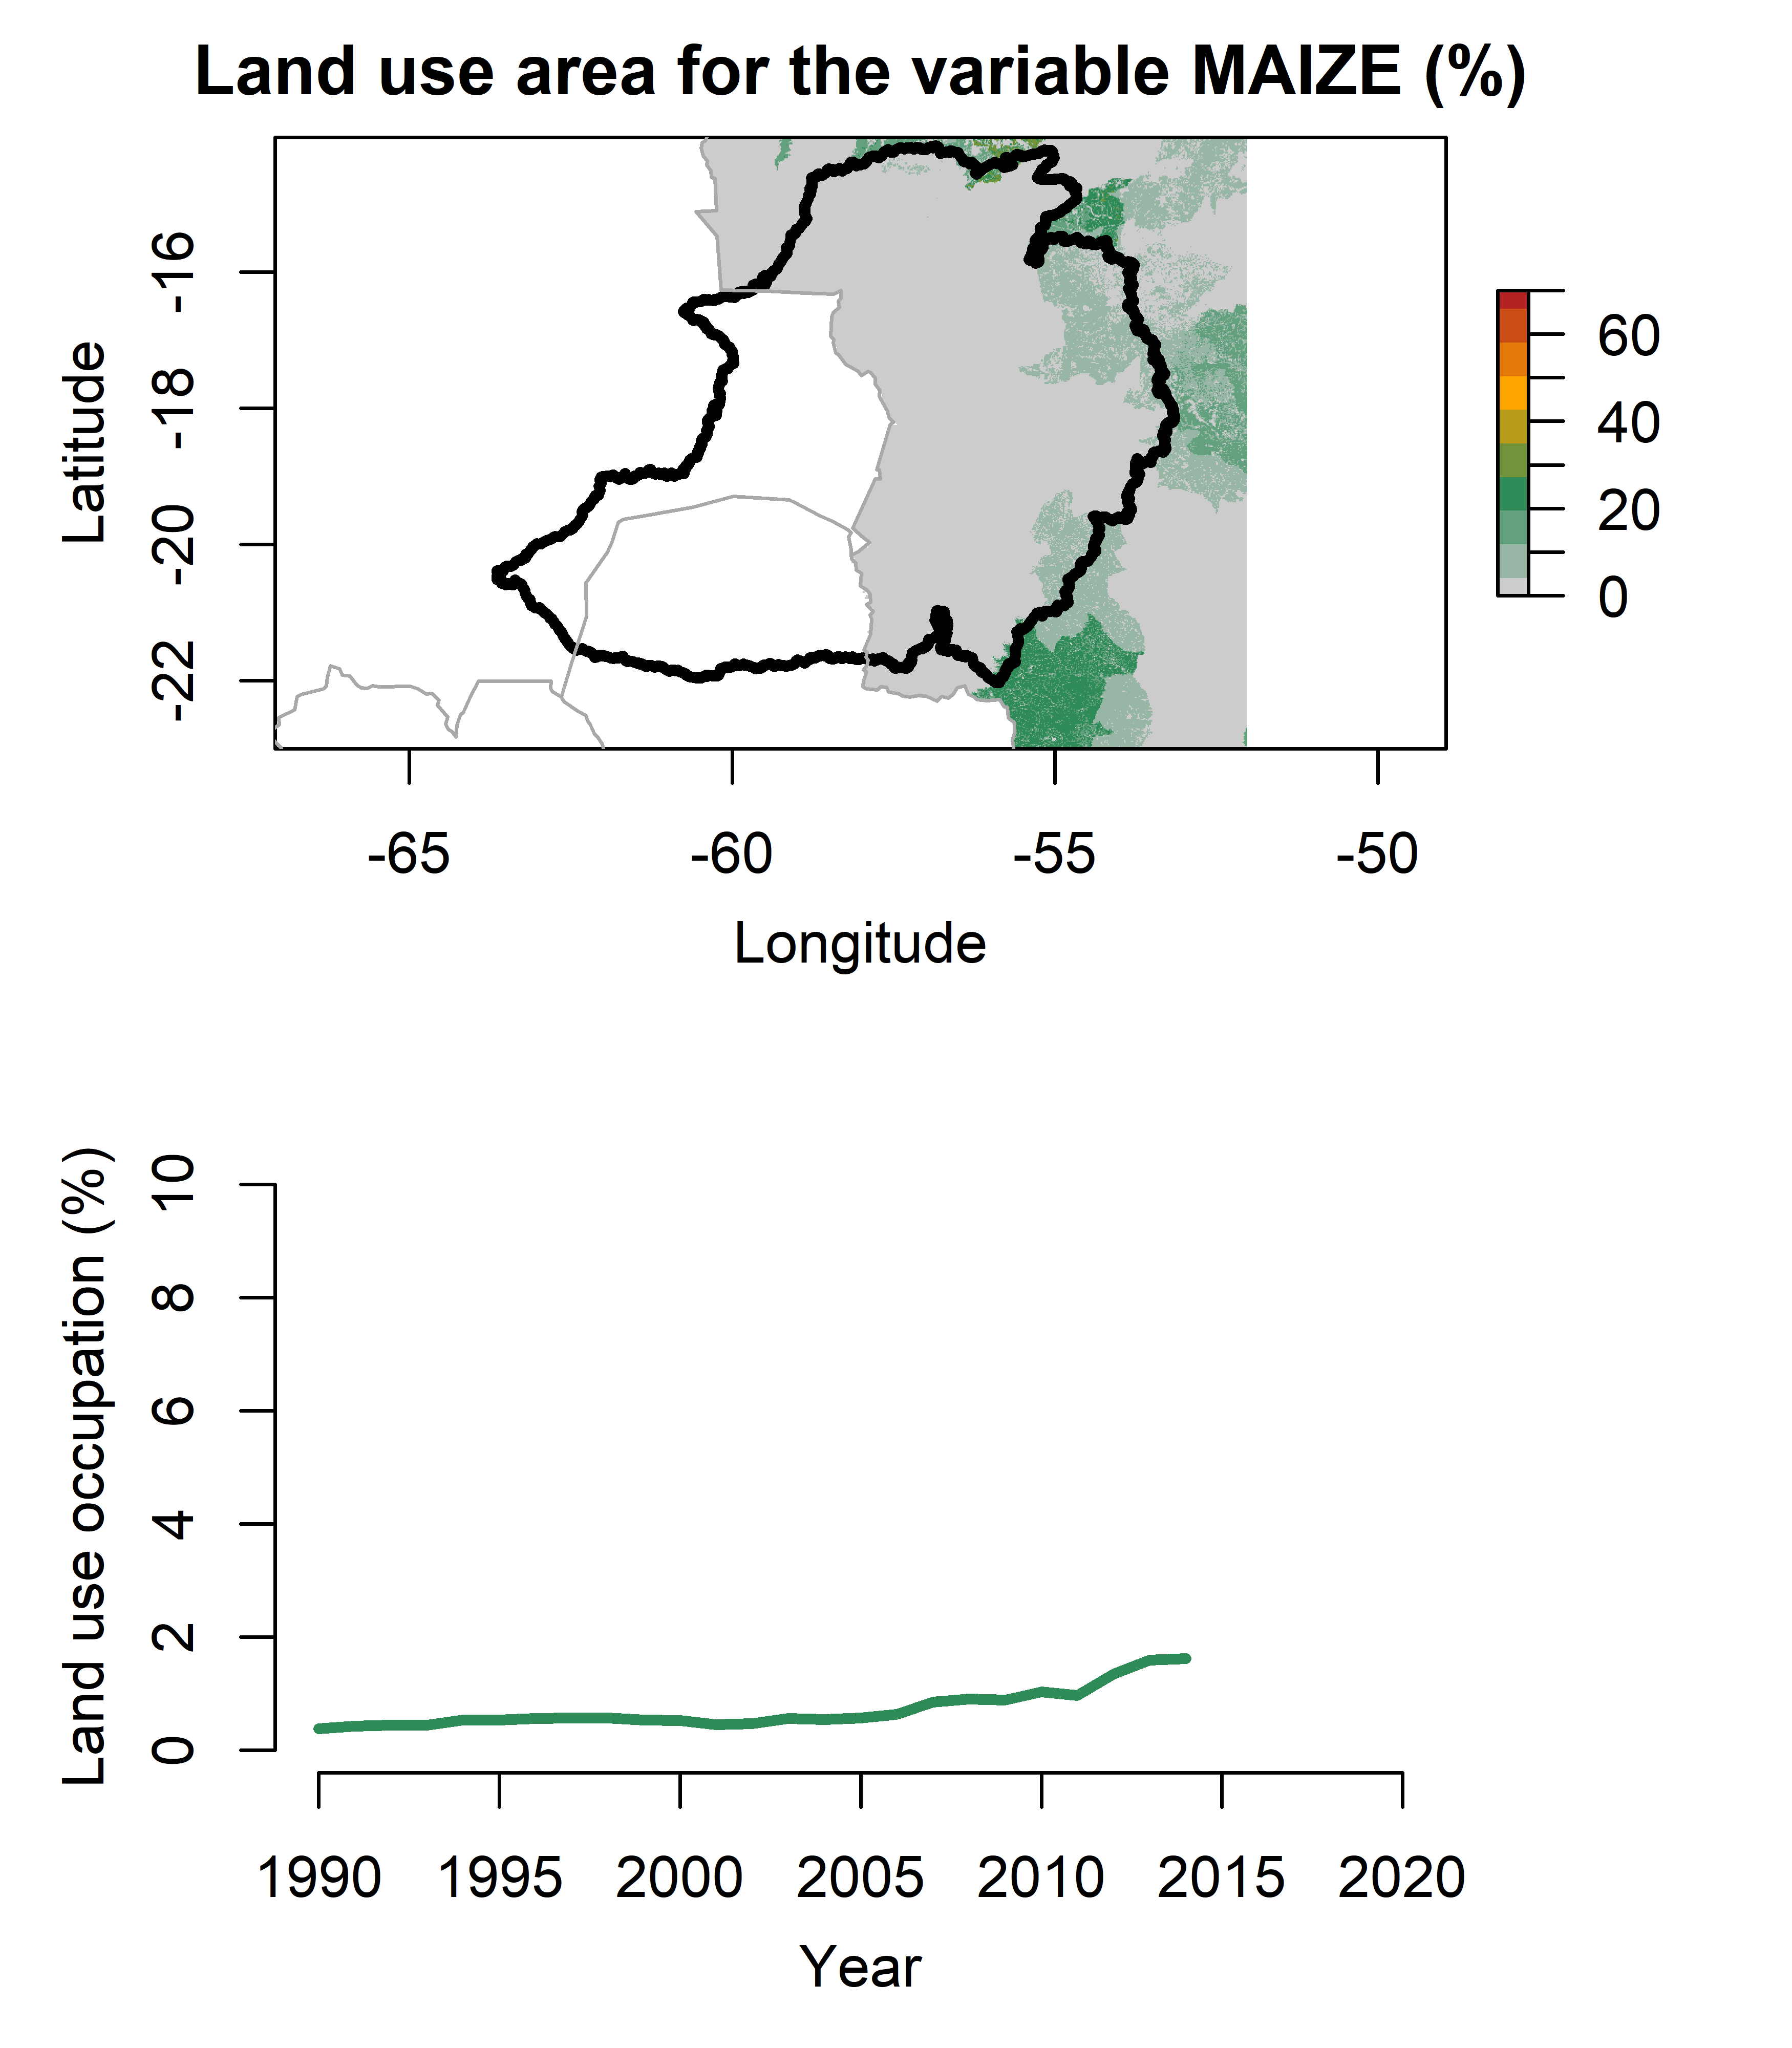 Land use area for the variable MAIZE (%)
Latitude
-16
-18
-20
-22
60
40
20
0
-65 -60 -55 -50
Longitude
Land use occupation (%)
10
8
6
4
2
0
1990 1995 2000 2005 2010 2015 2020
Year